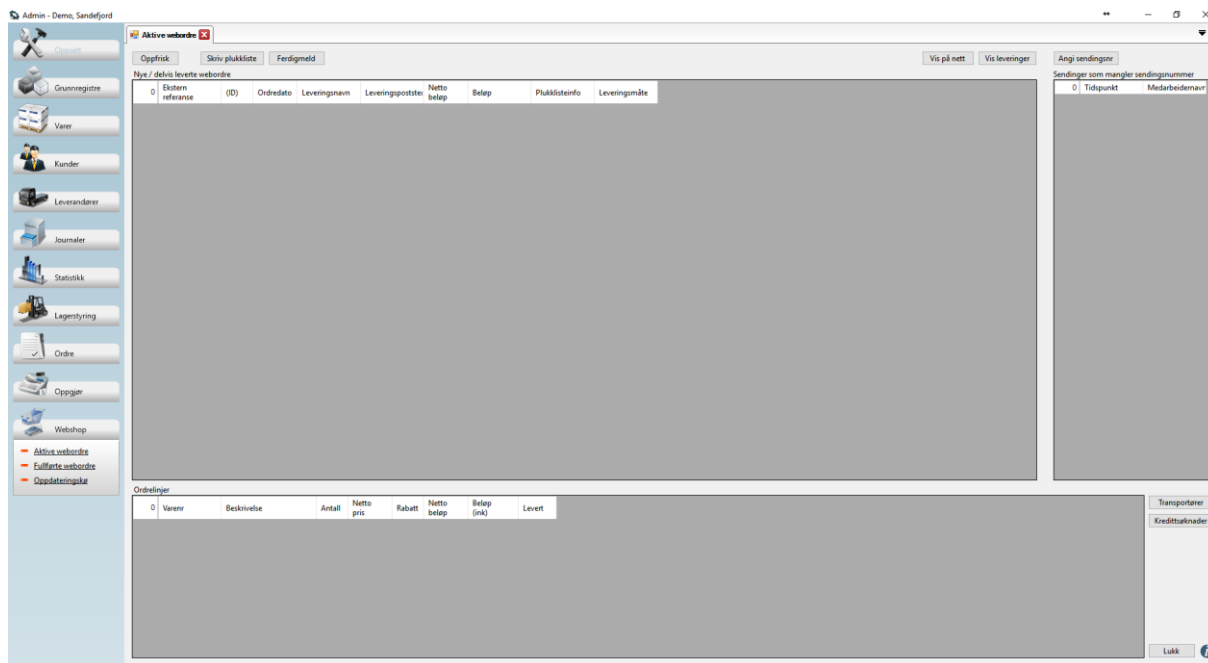 Admin - Demo, Sandefjord
Oppsett
Grunnregistre
Varer
Kunder
Leverandører
Journaler
Statistikk
Lagerstyring
Ordre
Oppgjør
Webshop
Aktive webordre
Fullførte webordre
Oppdateringskø
Aktive webordre
Oppfrisk Skriv plukkliste Ferdigmeld Vis på nett Vis leveringer Angi sendingsnr
Nye / delvis leverte webordre
0 Ekstern referanse (ID) Ordredato Leveringsnavn Leveringspoststed Netto beløp Beløp Plukklisteinfo Leveringsmåte
Sendinger som mangler sendingsnummer
0 Tidspunkt Medarbeidernavr
Ordrelinjer
0 Varenr Beskrivelse Antall Netto pris Rabatt Netto beløp Beløp (ink) Levert
Transportører
Kredittsøknader
Lukk